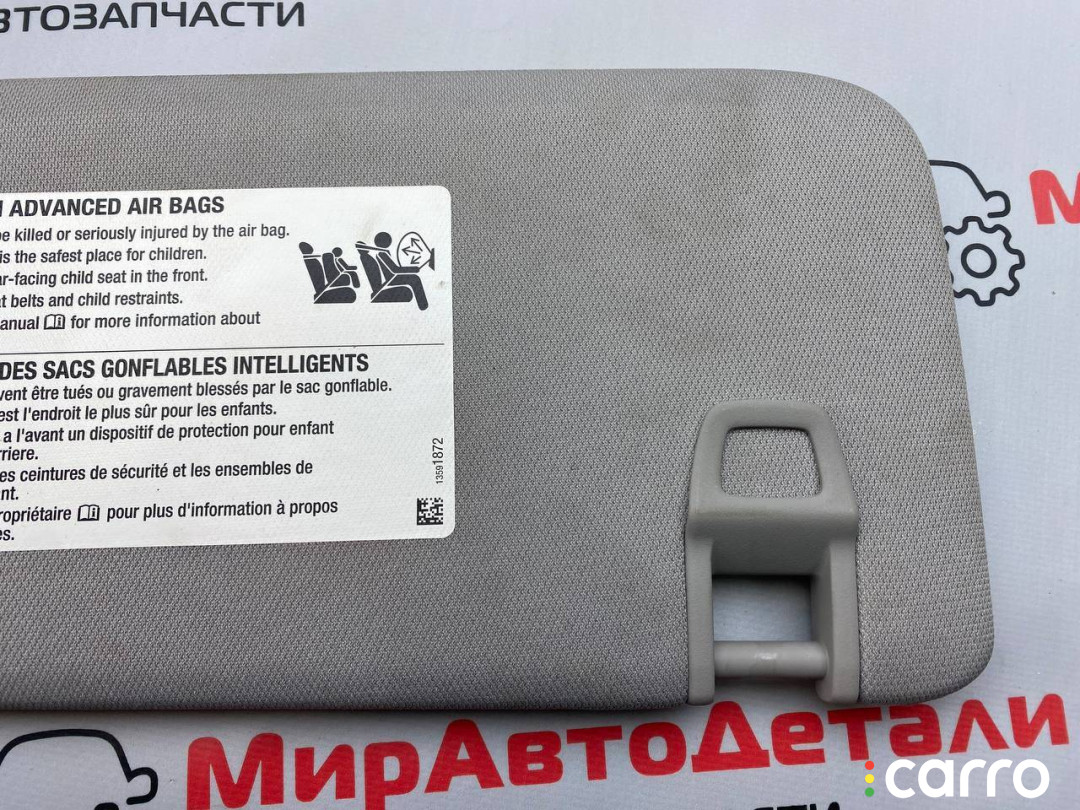 ВТОЗАПЧАСТИ
ADVANCED AIR BAGS
be killed or seriously injured by the air bag.
is the safest place for children.
ar-facing child seat in the front.
at belts and child restraints.
anual for more information about
DES SACS GONFLABLES INTELLIGENTS
vent être tués ou gravement blessés par le sac gonflable.
est l'endroit le plus sûr pour les enfants.
a l'avant un dispositif de protection pour enfant
rriere.
es ceintures de sécurité et les ensembles de
nt.
ropriétaire pour plus d'information à propos
es.
13591872
М
МирАвтоДетали
carro